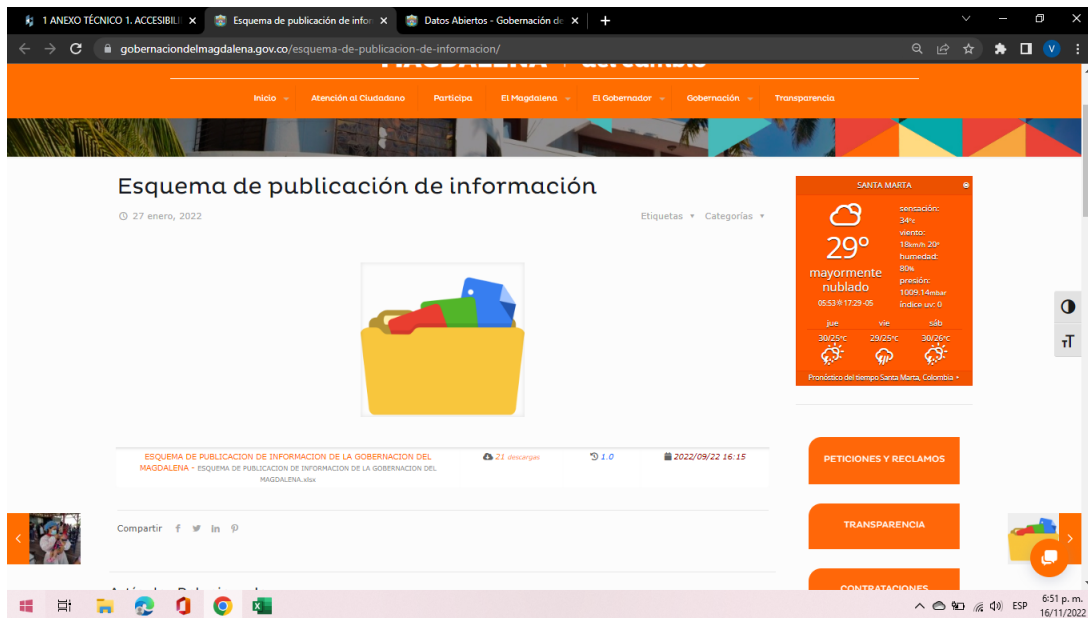 1 ANEXO TÉCNICO 1. ACCESIBILI
Esquema de publicación de infor
Datos Abiertos - Gobernación de
gobernaciondelmagdalena.gov.co/esquema-de-publicacion-de-informacion/
V
Inicio Atención al Ciudadano Participa El Magdalena El Gobernador Gobernación Transparencia
Esquema de publicación de información
27 enero, 2022
Etiquetas Categorías
ESQUEMA DE PUBLICACION DE INFORMACION DE LA GOBERNACION DEL
MAGDALENA - ESQUEMA DE PUBLICACION DE INFORMACION DE LA GOBERNACION DEL
MAGDALENA.xlsx
21 descargas
1.0
2022/09/22 16:15
Compartir
SANTA MARTA
29°
mayormente
nublado
05:53 17:29 -05
sensación:
34°c
viento:
18km/h 20°
humedad:
80%
presión:
1009.14mbar
índice uv: 0
jue vie sáb
30/25°c 29/25°c 30/26°c
Pronóstico del tiempo Santa Marta, Colombia
PETICIONES Y RECLAMOS
TRANSPARENCIA
CONTRATACIONES
TT
ESP
6:51 p. m.
16/11/2022